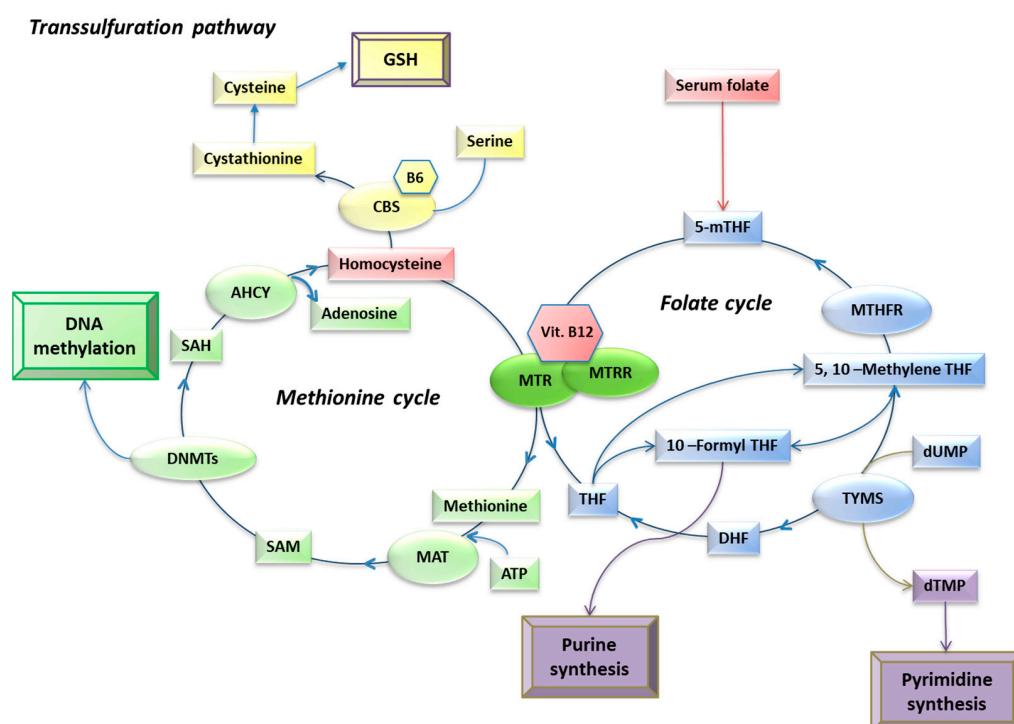 Transsulfuration pathway
GSH
Cysteine
Serum folate
Cystathionine
Serine
B6
CBS
5-mTHF
Homocysteine
AHCY
Adenosine
Folate cycle
MTHFR
DNA
methylation
SAH
Vit. B12
MTR
MTRR
5, 10 –Methylene THF
Methionine cycle
DNMTs
10 –Formyl THF
dUMP
Methionine
THF
TYMS
SAM
MAT
ATP
DHF
dTMP
Purine
synthesis
Pyrimidine
synthesis